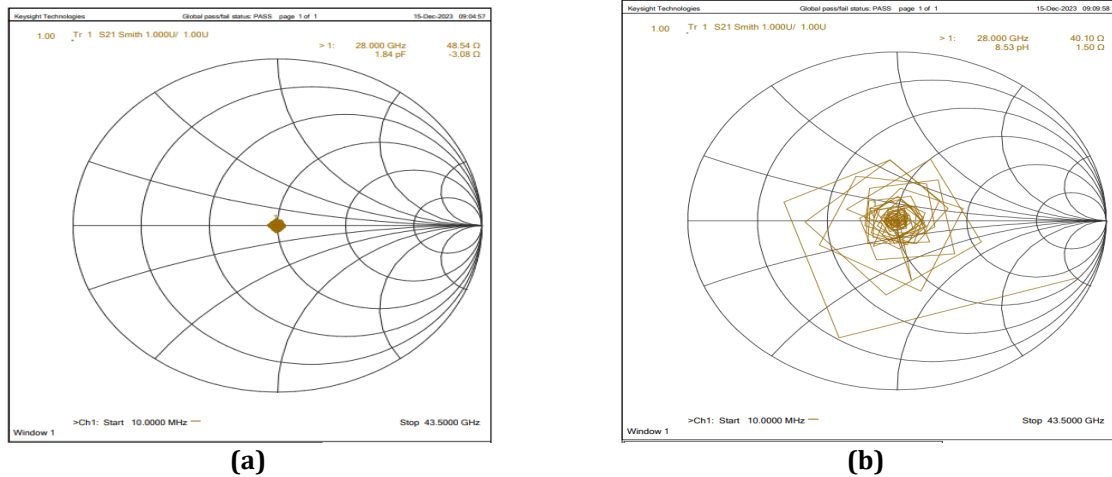 Keysight Technologies Global pass/fail status: PASS page 1 of 1 15-Dec-2023 09:04:57
1.00 Tr 1 S21 Smith 1.000U/ 1.00U
> 1: 28.000 GHz 48.54 Ω
1.84 pF -3.08 Ω
>Ch1: Start 10.0000 MHz — Stop 43.5000 GHz
Window 1
(a)
Keysight Technologies Global pass/fail status: PASS page 1 of 1 15-Dec-2023 09:09:58
1.00 Tr 1 S21 Smith 1.000U/ 1.00U
> 1: 28.000 GHz 40.10 Ω
8.53 pH 1.50 Ω
>Ch1: Start 10.0000 MHz — Stop 43.5000 GHz
Window 1
(b)